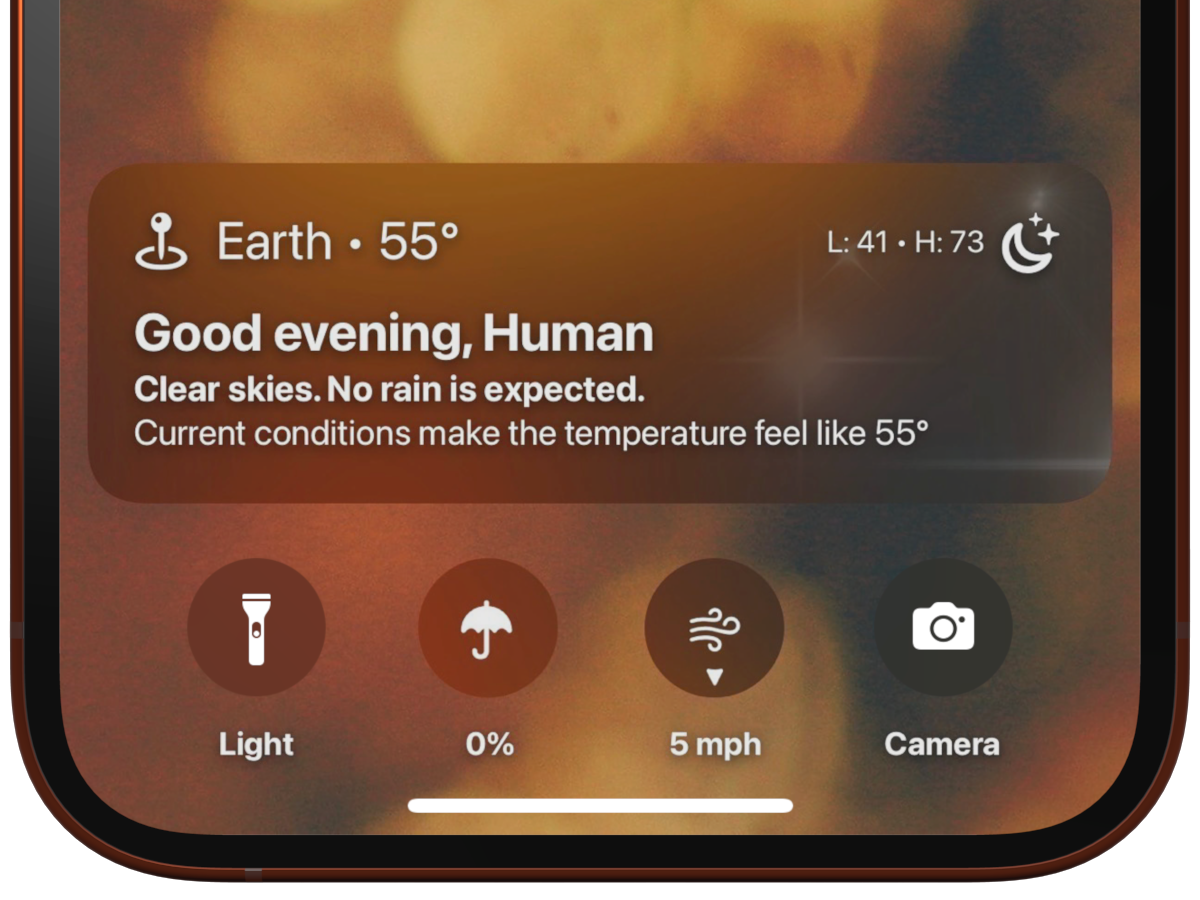 Earth • 55°
L: 41 • H: 73
Good evening, Human
Clear skies. No rain is expected.
Current conditions make the temperature feel like 55°
Light
0%
5 mph
Camera